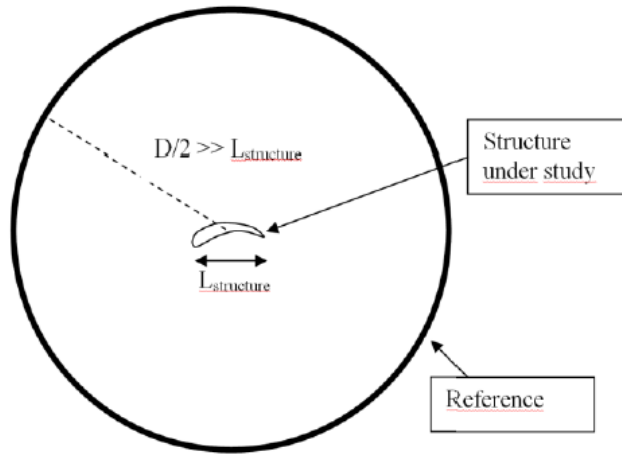 D/2 >> Lstructure
Structure
under study
Lstructure
Reference